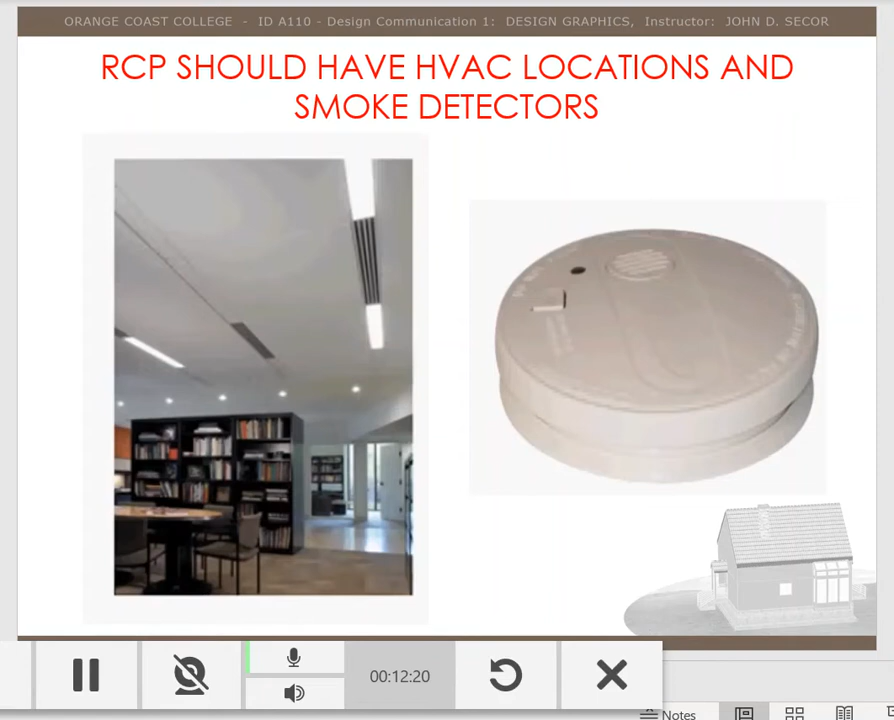 ORANGE COAST COLLEGE - ID A110 - Design Communication 1: DESIGN GRAPHICS, Instructor: JOHN D. SECOR
RCP SHOULD HAVE HVAC LOCATIONS AND
SMOKE DETECTORS
00:12:20
Notes